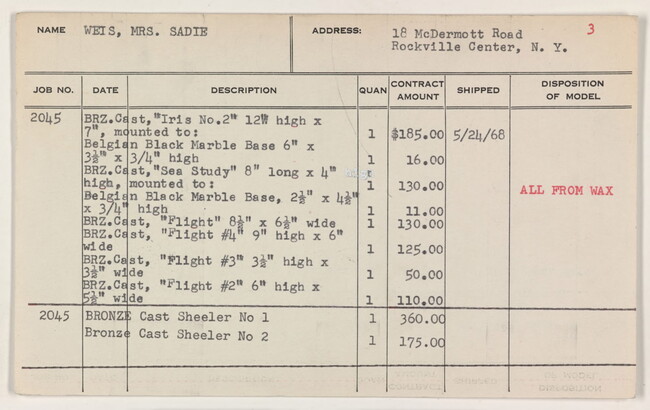 NAME WEIS, MRS. SADIE ADDRESS: 18 McDermott Road 3
Rockville Center, N. Y.
JOB NO. DATE DESCRIPTION QUAN CONTRACT AMOUNT SHIPPED DISPOSITION OF MODEL
2045 BRZ.Cast,"Iris No.2" 12" high x
7", mounted to: 1 $185.00 5/24/68
Belgian Black Marble Base 6" x
3½" x 3/4" high 1 16.00
BRZ.Cast,"Sea Study" 8" long x 4"
high, mounted to: 1 130.00
ALL FROM WAX
Belgian Black Marble Base, 2½" x 4½"
x 3/4" high 1 11.00
BRZ.Cast, "Flight" 8½" x 6½" wide 1 130.00
BRZ.Cast, "Flight #4" 9" high x 6"
wide 1 125.00
BRZ.Cast, "Flight #3" 3½" high x
3½" wide 1 50.00
BRZ.Cast, "Flight #2" 6" high x
5½" wide 1 110.00
2045 BRONZE Cast Sheeler No 1 1 360.00
Bronze Cast Sheeler No 2 1 175.00